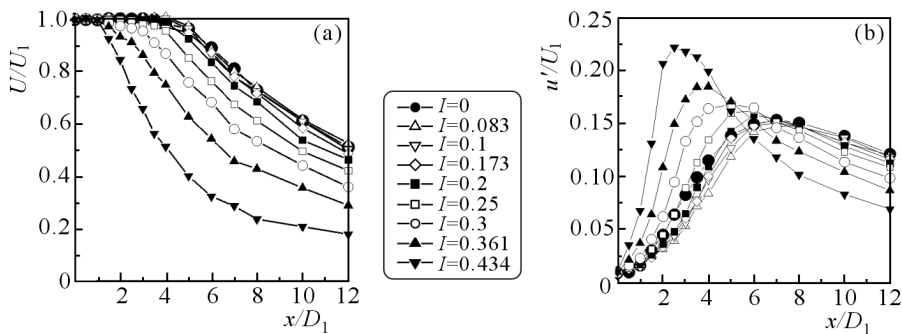 U/U₁
1.0
0.8
0.6
0.4
0.2
0
2 4 6 8 10 12
x/D₁
(a)
I=0
I=0.083
I=0.1
I=0.173
I=0.2
I=0.25
I=0.3
I=0.361
I=0.434
u'/U₁
0.25
0.20
0.15
0.10
0.05
0
2 4 6 8 10 12
x/D₁
(b)